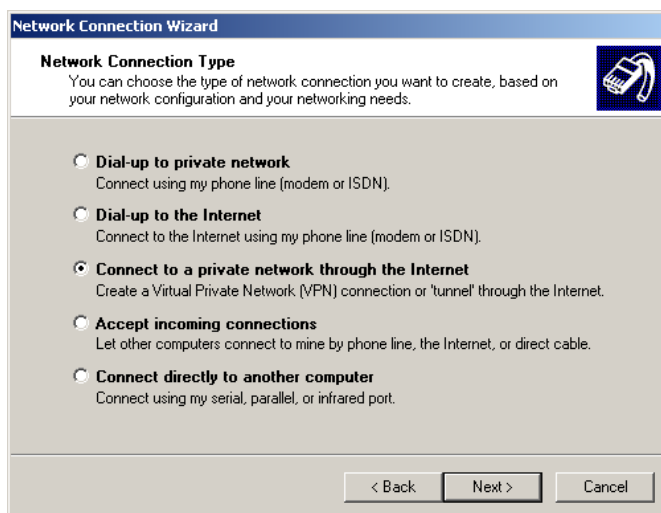 Network Connection Wizard
Network Connection Type
You can choose the type of network connection you want to create, based on
your network configuration and your networking needs.
Dial-up to private network
Connect using my phone line (modem or ISDN).
Dial-up to the Internet
Connect to the Internet using my phone line (modem or ISDN).
Connect to a private network through the Internet
Create a Virtual Private Network (VPN) connection or 'tunnel' through the Internet.
Accept incoming connections
Let other computers connect to mine by phone line, the Internet, or direct cable.
Connect directly to another computer
Connect using my serial, parallel, or infrared port.
< Back Next > Cancel